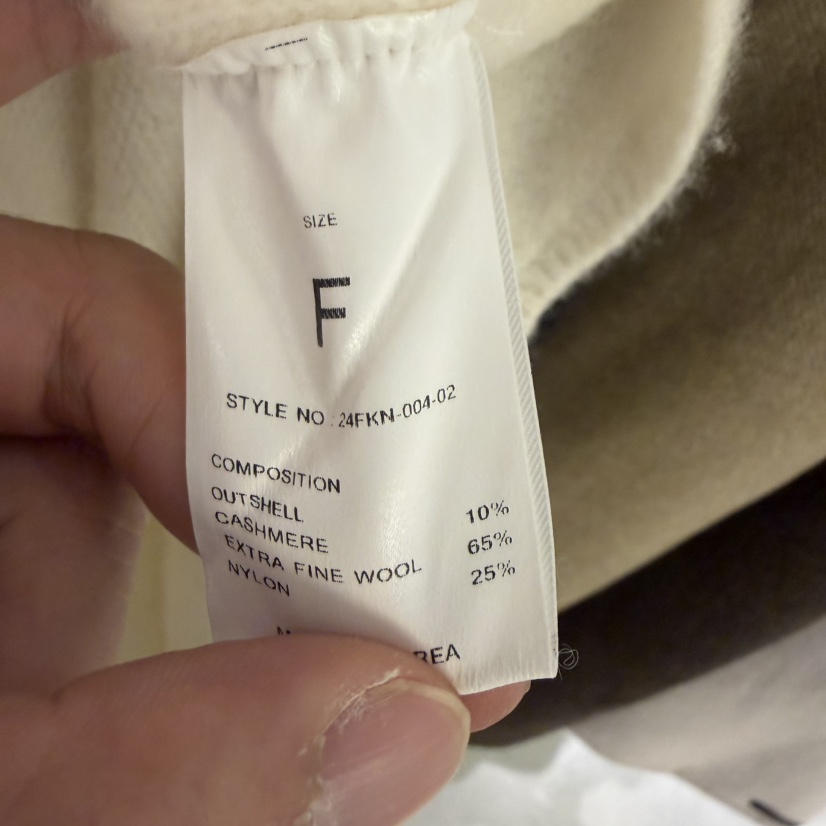 SIZE
F
STYLE NO : 24FKN-004-02
COMPOSITION
OUTSHELL
CASHMERE 10%
EXTRA FINE WOOL 65%
NYLON 25%